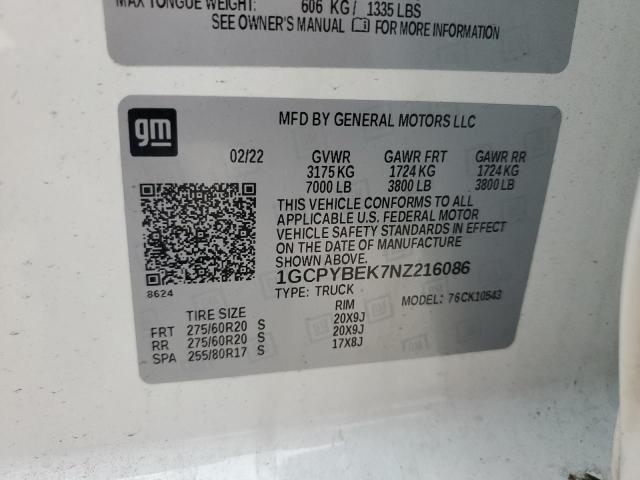 MAX TONGUE WEIGHT: 606 KG/ 1335 LBS
SEE OWNER'S MANUAL FOR MORE INFORMATION
gm
MFD BY GENERAL MOTORS LLC
02/22 GVWR GAWR FRT GAWR RR
3175 KG 1724 KG 1724 KG
7000 LB 3800 LB 3800 LB
THIS VEHICLE CONFORMS TO ALL
APPLICABLE U.S. FEDERAL MOTOR
VEHICLE SAFETY STANDARDS IN EFFECT
ON THE DATE OF MANUFACTURE
SHOWN ABOVE.
1GCPYBEK7NZ216086
8624
TYPE: TRUCK MODEL: 76CK10543
TIRE SIZE RIM
FRT 275/60R20 S 20X9J
RR 275/60R20 S 20X9J
SPA 255/80R17 S 17X8J